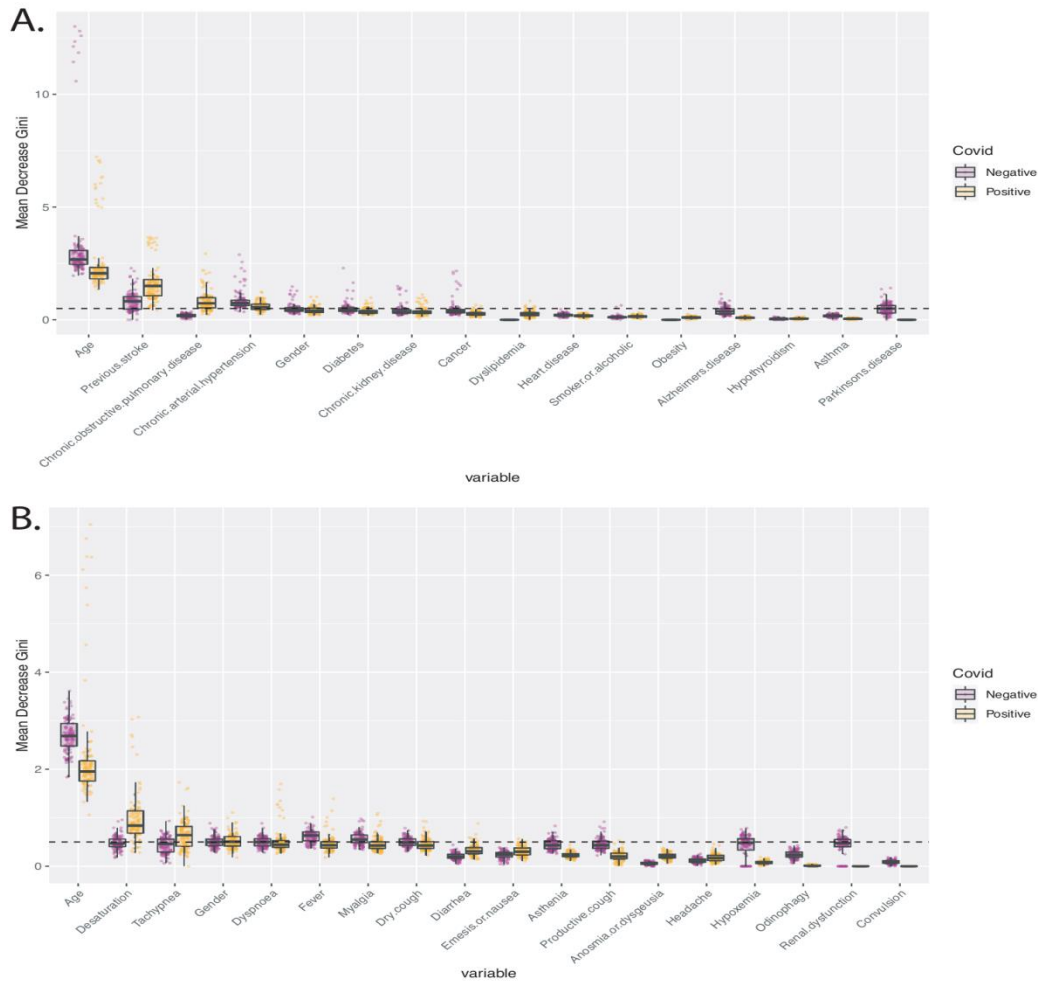 A.
Mean Decrease Gini
10
5
0
Covid
Negative
Positive
Age
Previous.stroke
Chronic.obstructive.pulmonary.disease
Chronic.arterial.hypertension
Gender
Diabetes
Chronic.kidney.disease
Cancer
Dyslipidemia
Heart.disease
Smoker.or.alcoholic
Obesity
Alzheimers.disease
Hypothyroidism
Asthma
Parkinsons.disease
variable
B.
Mean Decrease Gini
6
4
2
0
Covid
Negative
Positive
Age
Desaturation
Tachypnea
Gender
Dyspnoea
Fever
Myalgia
Dry.cough
Diarrhea
Emesis.or.nausea
Asthenia
Productive.cough
Anosmia.or.dysgeusia
Headache
Hypoxemia
Odinophagy
Renal.dysfunction
Convulsion
variable